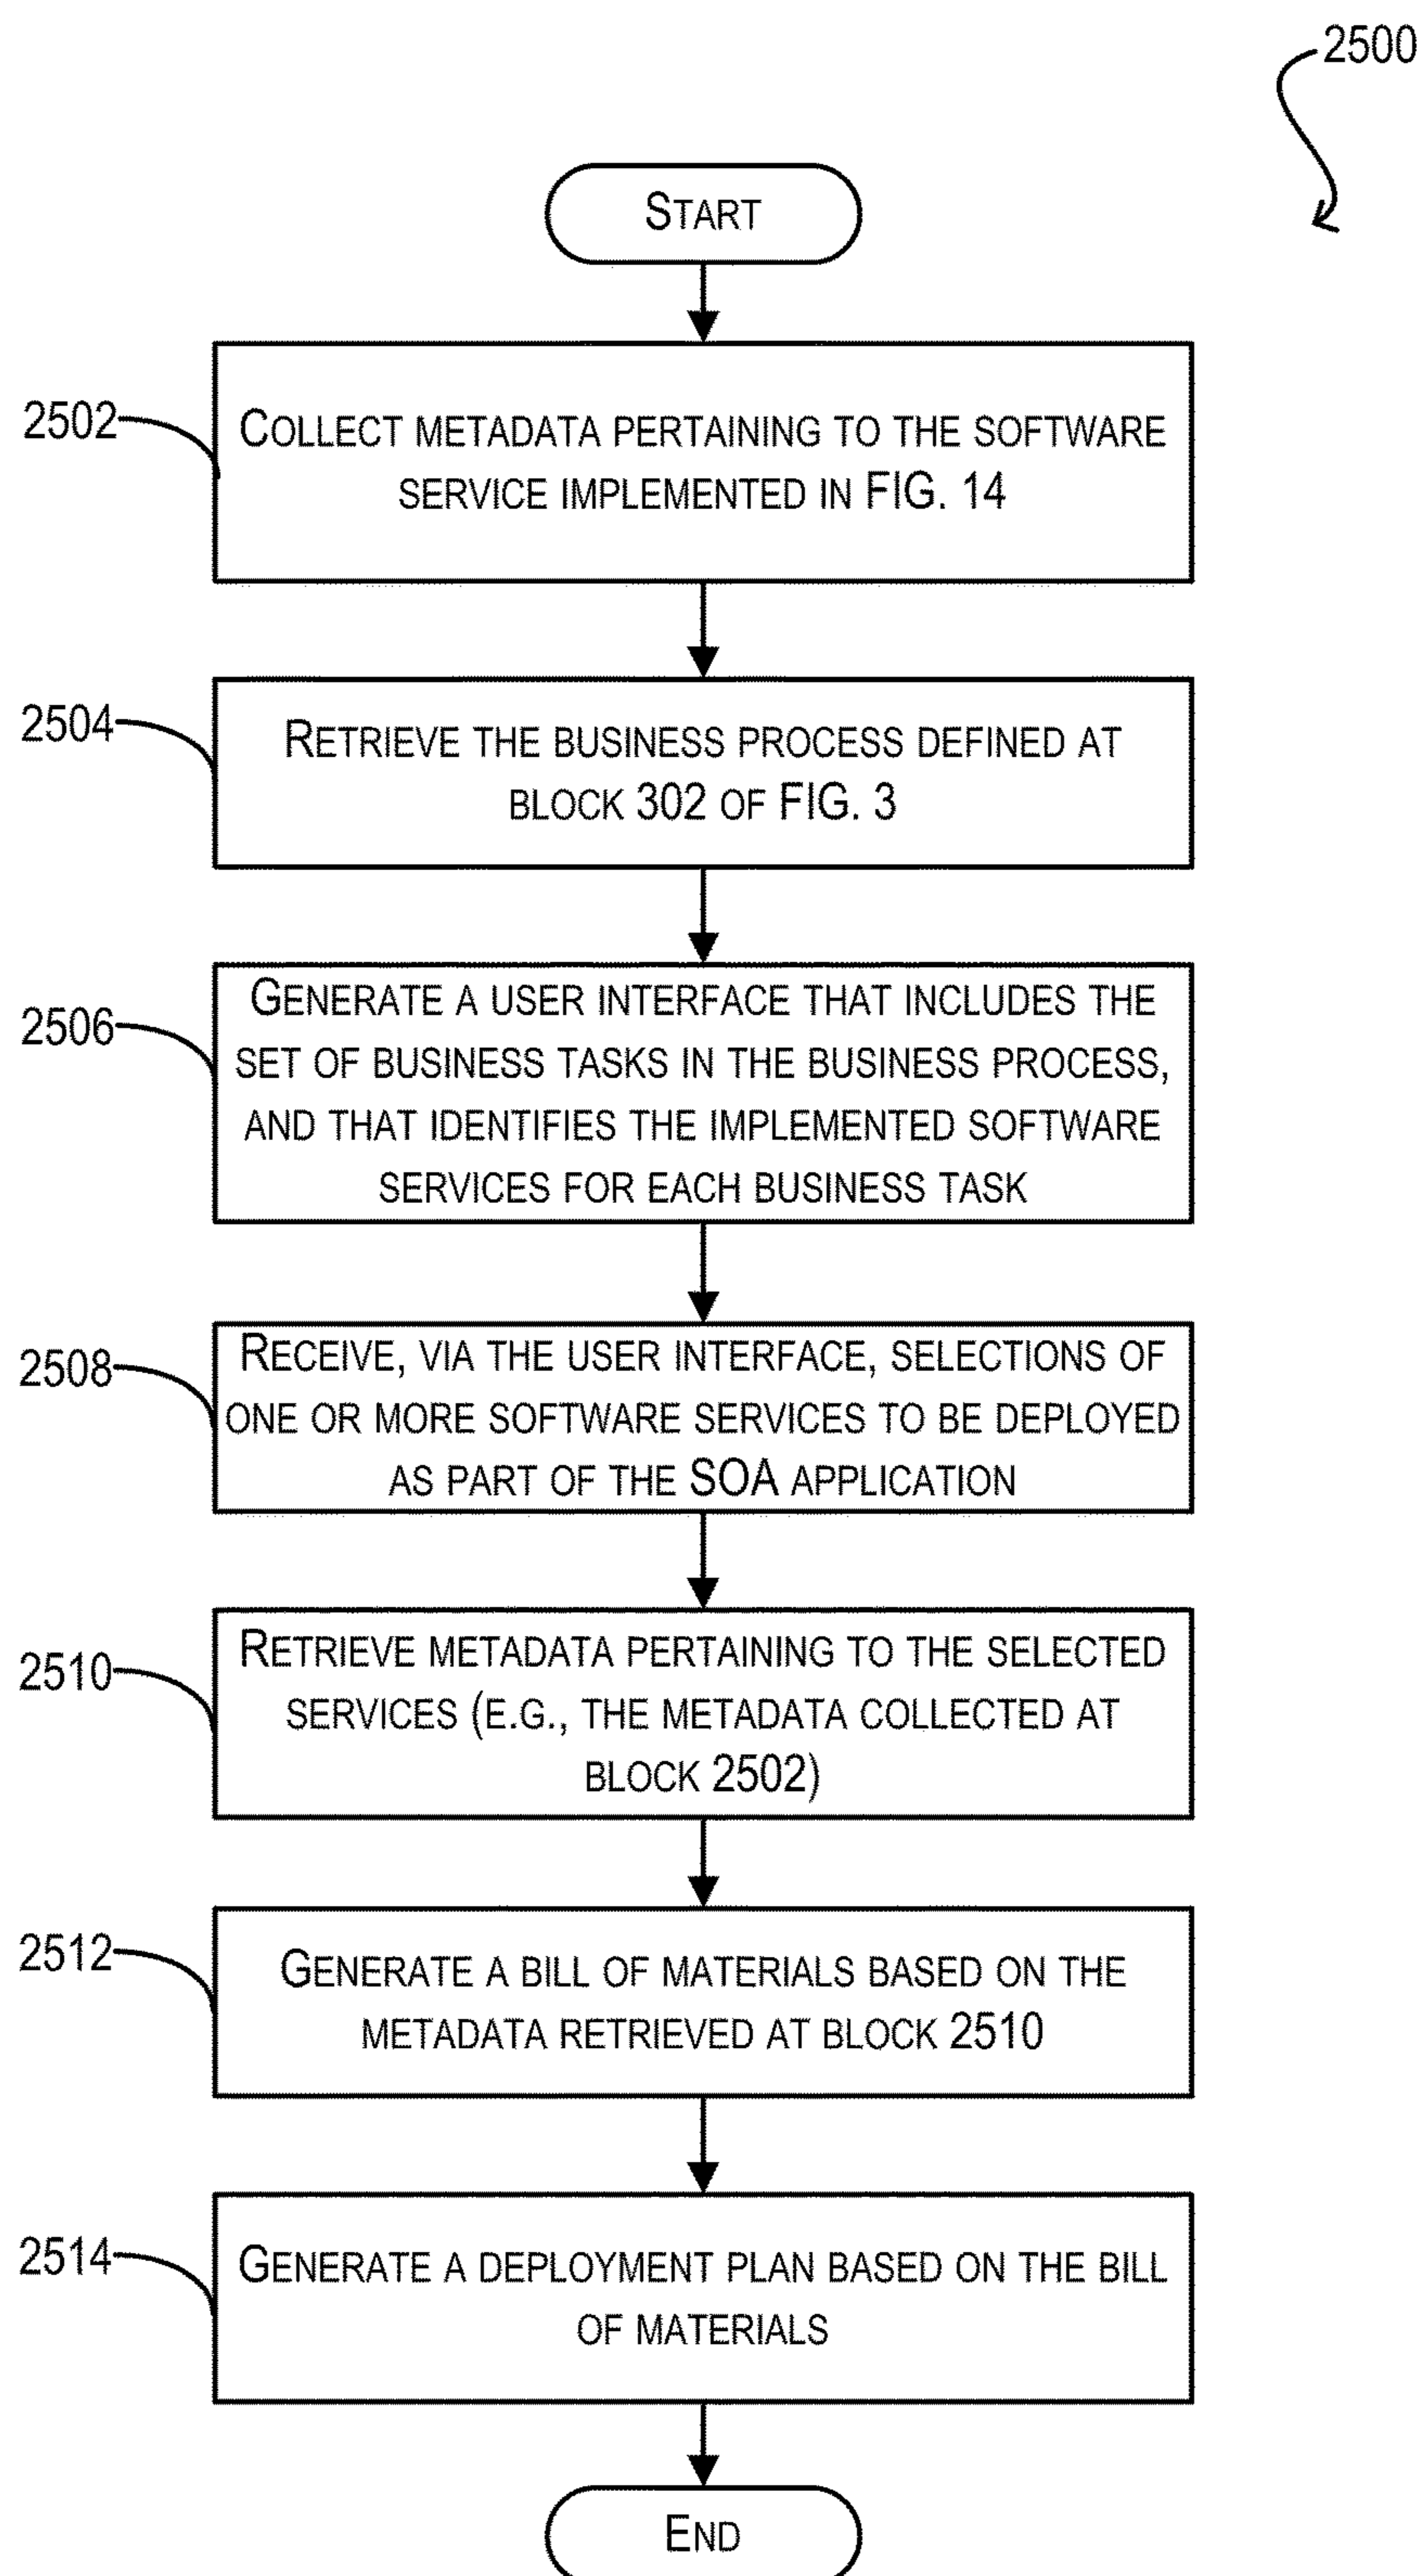 2500
START
2502
COLLECT METADATA PERTAINING TO THE SOFTWARE
SERVICE IMPLEMENTED IN FIG. 14
2504
RETRIEVE THE BUSINESS PROCESS DEFINED AT
BLOCK 302 OF FIG. 3
2506
GENERATE A USER INTERFACE THAT INCLUDES THE
SET OF BUSINESS TASKS IN THE BUSINESS PROCESS,
AND THAT IDENTIFIES THE IMPLEMENTED SOFTWARE
SERVICES FOR EACH BUSINESS TASK
2508
RECEIVE, VIA THE USER INTERFACE, SELECTIONS OF
ONE OR MORE SOFTWARE SERVICES TO BE DEPLOYED
AS PART OF THE SOA APPLICATION
2510
RETRIEVE METADATA PERTAINING TO THE SELECTED
SERVICES (E.G., THE METADATA COLLECTED AT
BLOCK 2502)
2512
GENERATE A BILL OF MATERIALS BASED ON THE
METADATA RETRIEVED AT BLOCK 2510
2514
GENERATE A DEPLOYMENT PLAN BASED ON THE BILL
OF MATERIALS
END